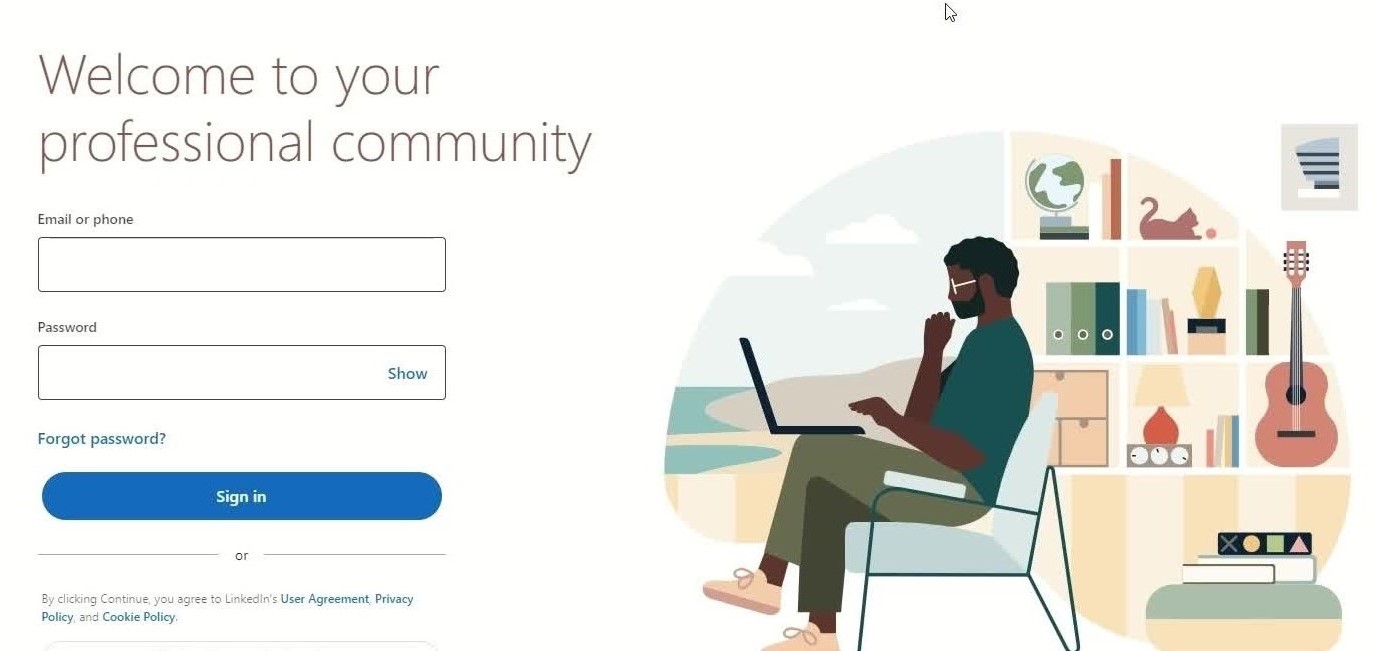 Welcome to your
professional community
Email or phone
Password
Show
Forgot password?
Sign in
or
By clicking Continue, you agree to LinkedIn's User Agreement, Privacy
Policy, and Cookie Policy.